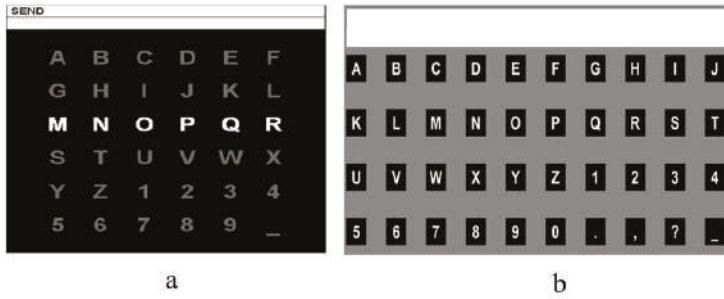 SEND
A B C D E F
G H I J K L
M N O P Q R
S T U V W X
Y Z 1 2 3 4
5 6 7 8 9 _
a
A B C D E F G H I J
K L M N O P Q R S T
U V W X Y Z 1 2 3 4
5 6 7 8 9 0 . , ? _
b